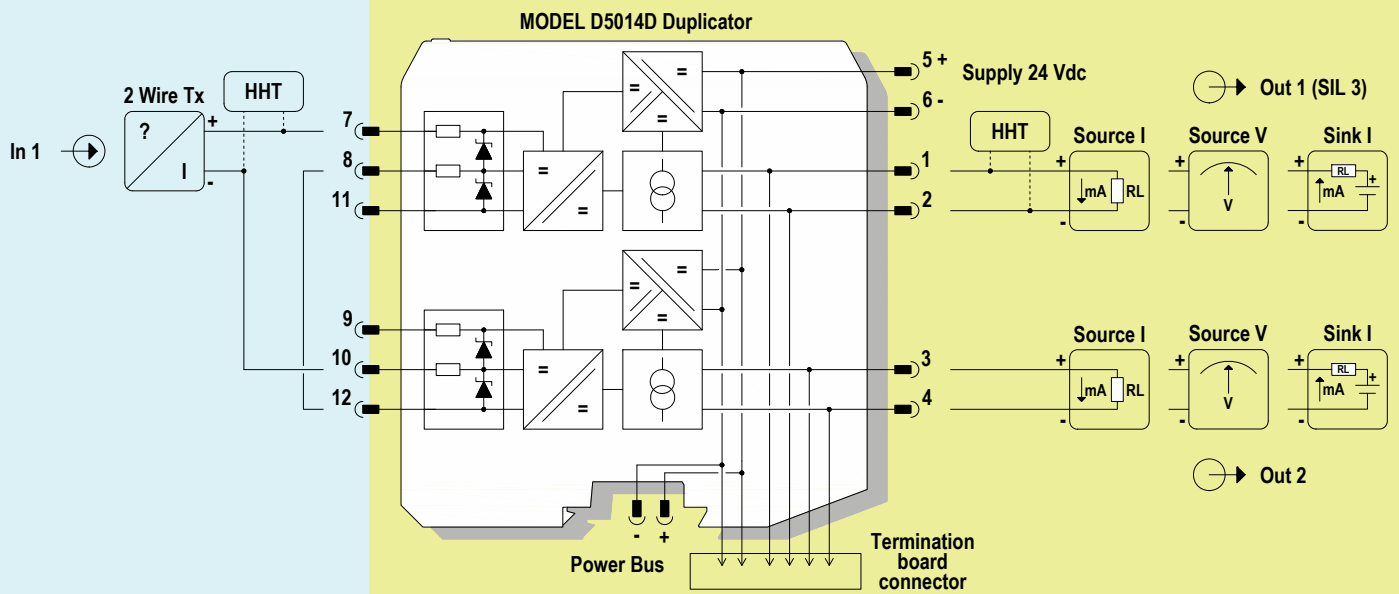 MODEL D5014D Duplicator
In 1
2 Wire Tx
HHT
?
I
+
-
7
8
11
9
10
12
=
=
=
=
=
=
=
=
=
=
5 +
6 -
1
2
3
4
Supply 24 Vdc
Out 1 (SIL 3)
HHT
Source I
Source V
Sink I
+
-
mA
RL
+
-
V
+
-
RL
mA
+
Source I
Source V
Sink I
+
-
mA
RL
+
-
V
+
-
RL
mA
+
Out 2
-
+
Power Bus
Termination
board
connector